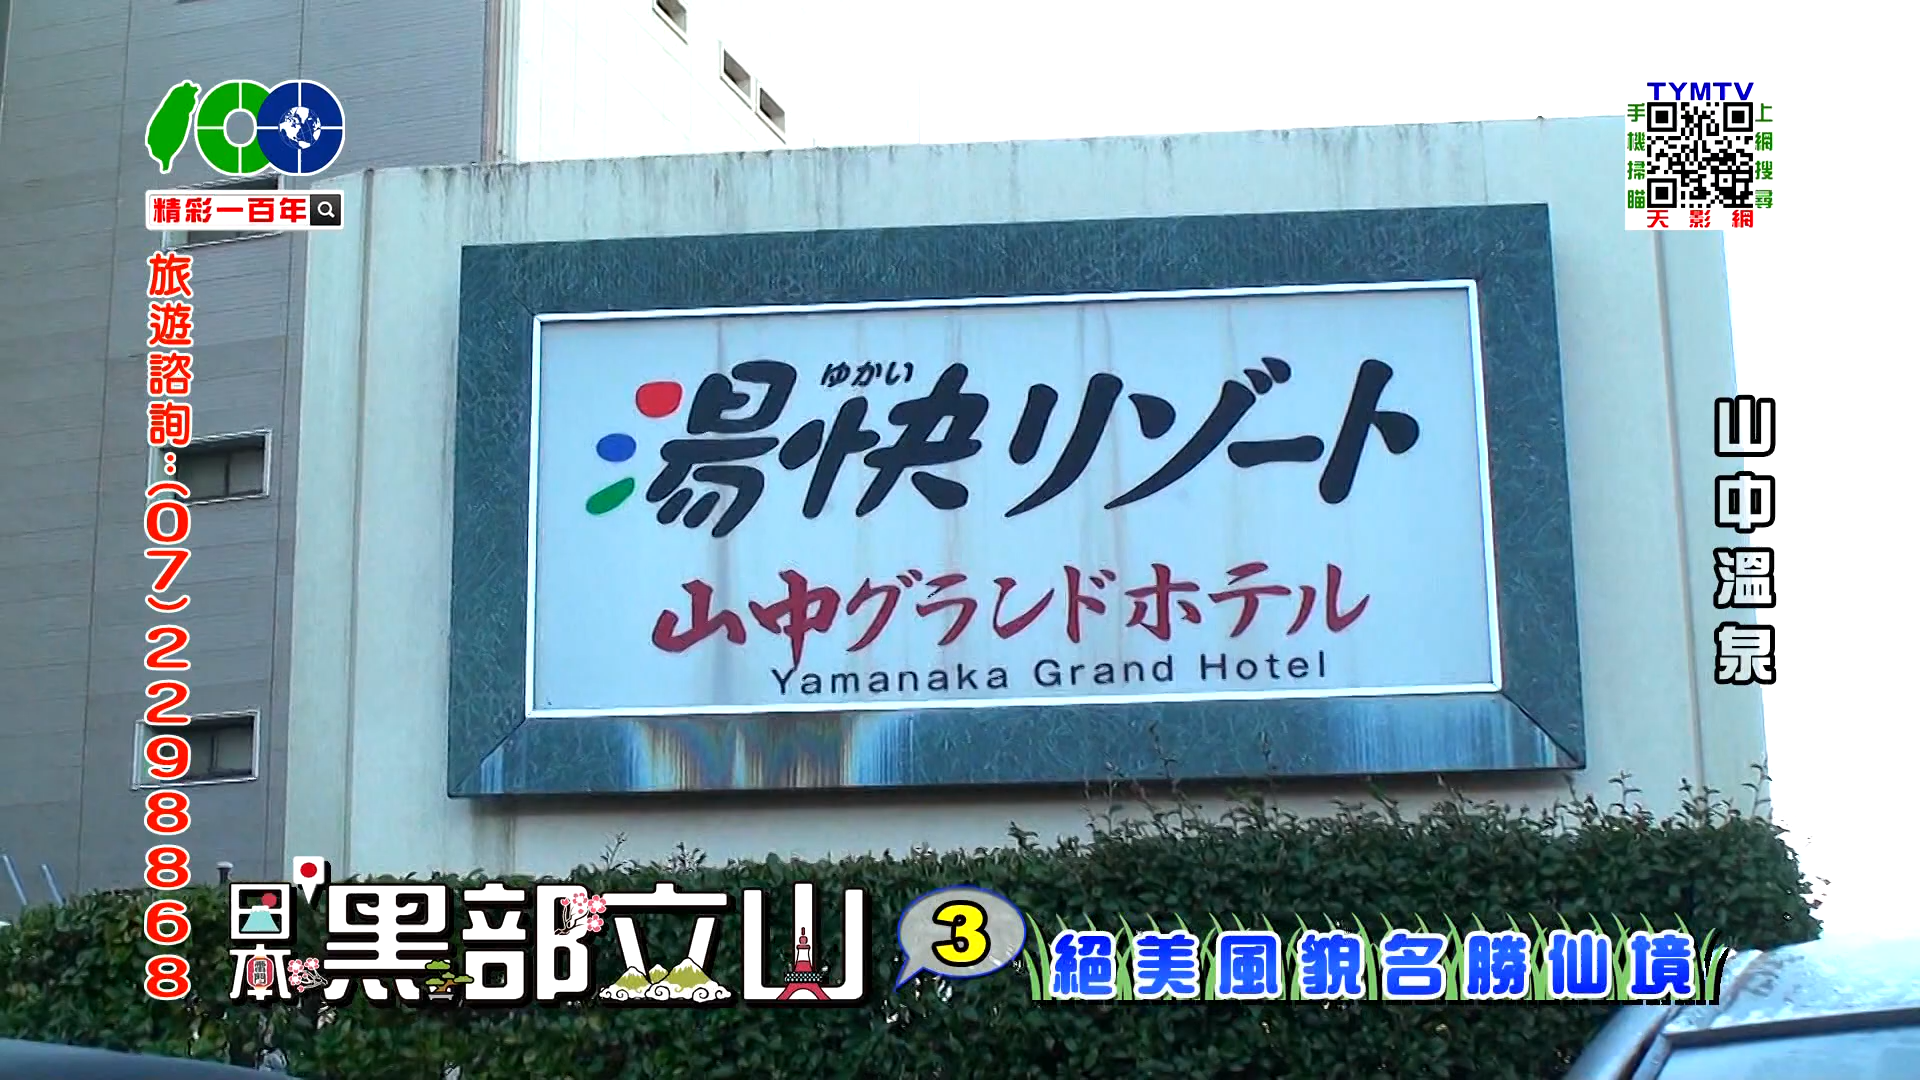 100
精彩一百年
旅遊諮詢:(07)2298868
TYMTV
手機掃瞄
上網搜尋
天影網
ゆかい
湯快リゾート
山中グランドホテル
Yamanaka Grand Hotel
山中溫泉
日本黑部立山
3
絕美風貌名勝仙境